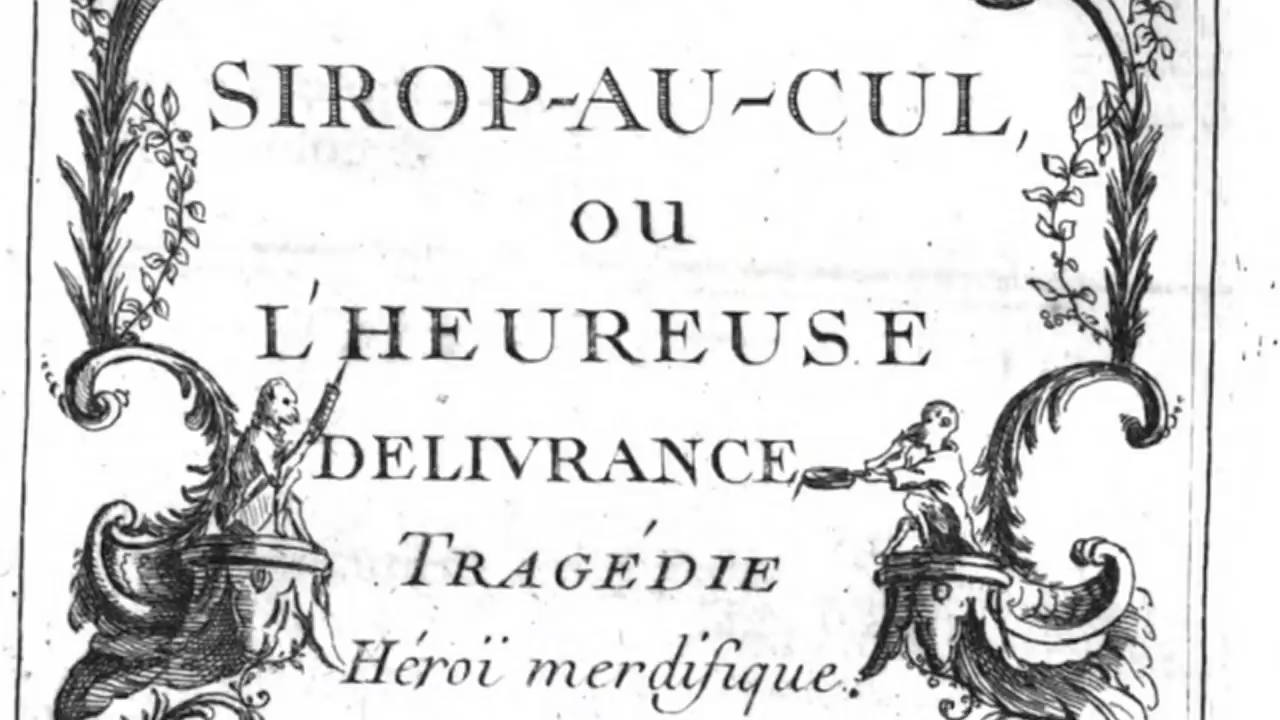 SIROP-AU-CUL,
ou
L'HEUREUSE
DELIVRANCE,
TRAGÉDIE
Héroï merdifique.